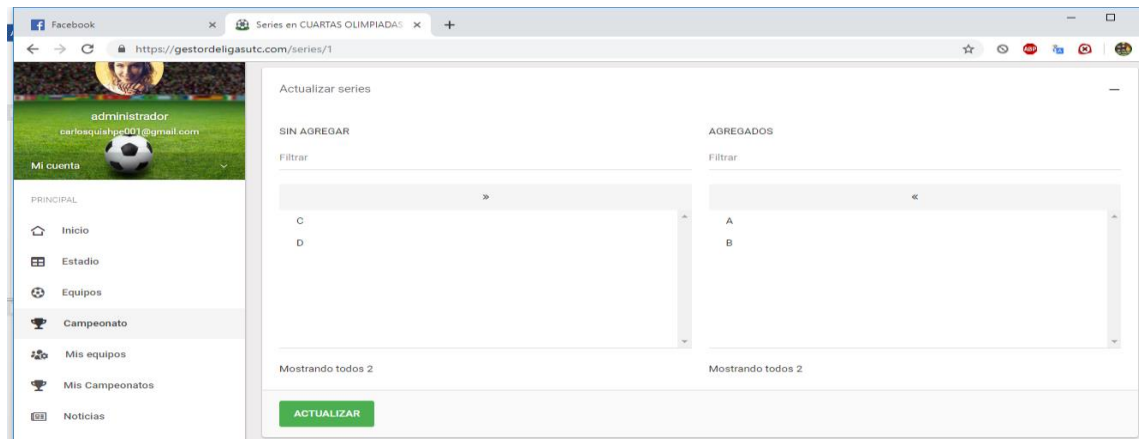 Facebook
Series en CUARTAS OLIMPIADAS
https://gestordeligasutc.com/series/1
ABP
administrador
carlosquishpe001@gmail.com
Mi cuenta
PRINCIPAL
Inicio
Estadio
Equipos
Campeonato
Mis equipos
Mis Campeonatos
Noticias
Actualizar series
SIN AGREGAR
Filtrar
»
C
D
Mostrando todos 2
AGREGADOS
Filtrar
«
A
B
Mostrando todos 2
ACTUALIZAR